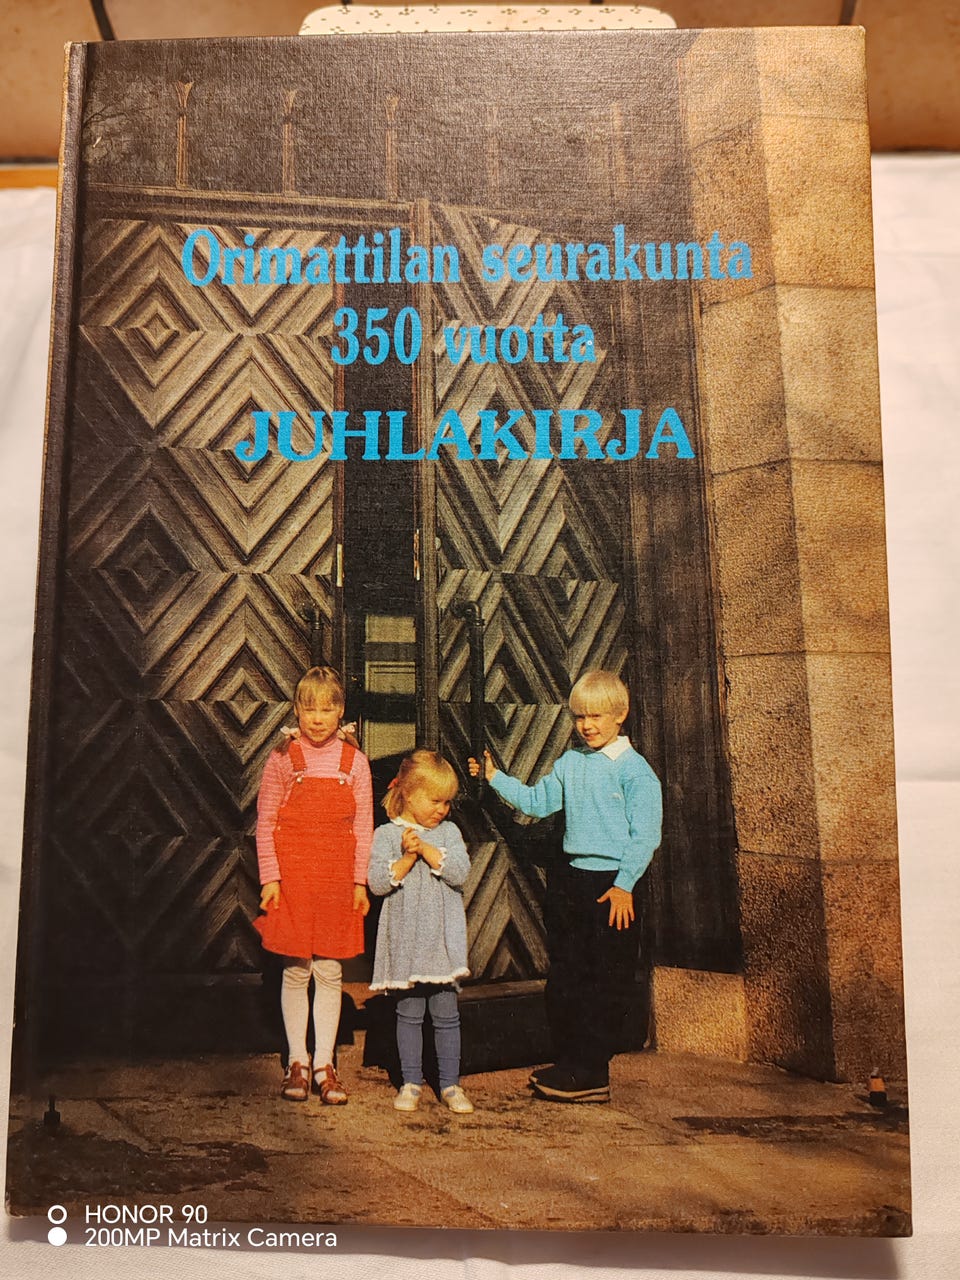 Orimattilan seurakunta
350 vuotta
JUHLAKIRJA
HONOR 90
200MP Matrix Camera